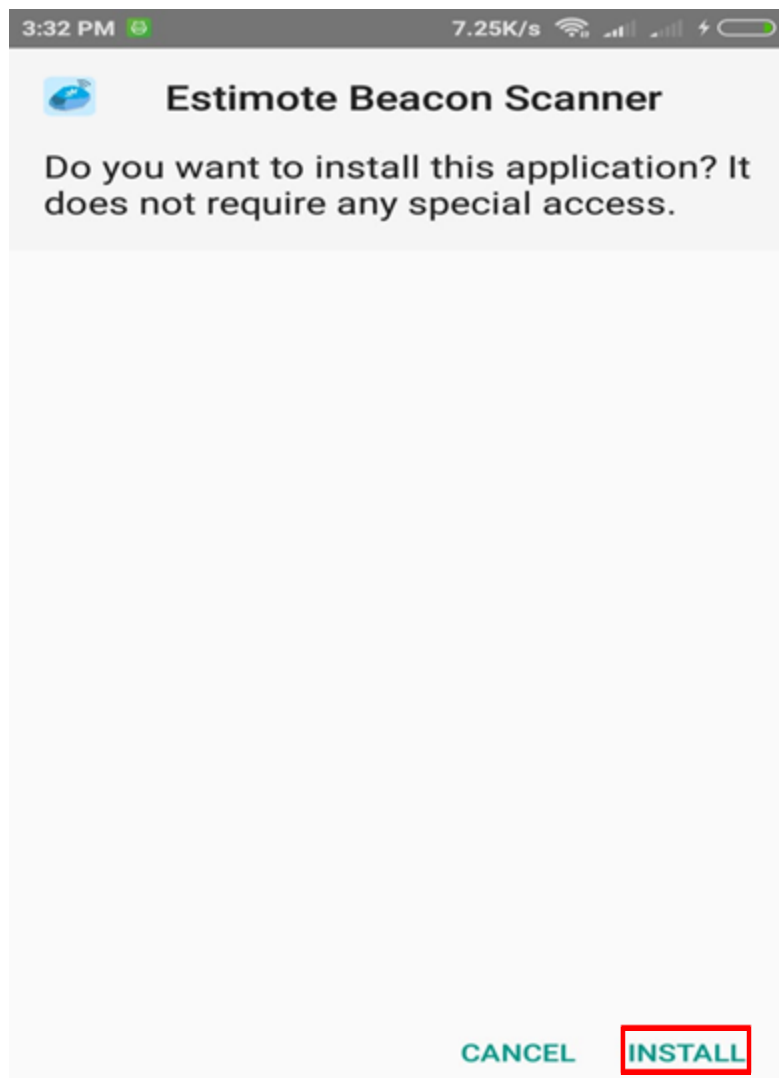 3:32 PM 7.25K/s
Estimote Beacon Scanner
Do you want to install this application? It
does not require any special access.
CANCEL INSTALL